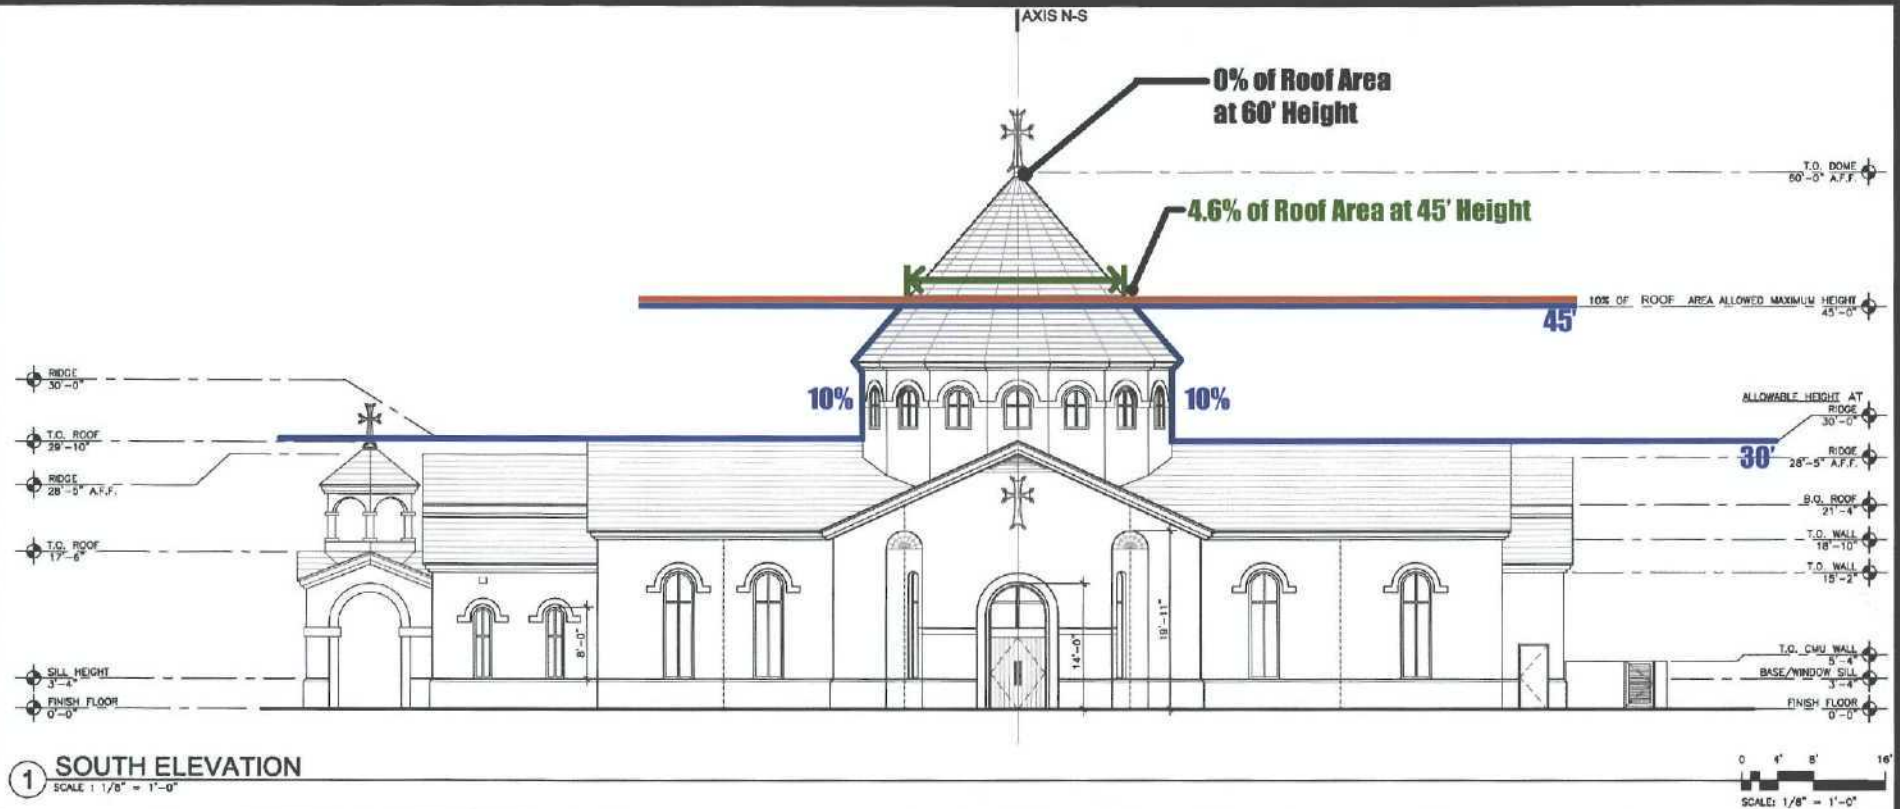 AXIS N-S
0% of Roof Area
at 60' Height
T.O. DOME
60'-0" A.F.F.
4.6% of Roof Area at 45' Height
10% OF ROOF AREA ALLOWED MAXIMUM HEIGHT
45'-0"
45'
RIDGE
30'-0"
10%
10%
ALLOWABLE HEIGHT AT
RIDGE
30'-0"
T.O. ROOF
29'-10"
30'
RIDGE
28'-5" A.F.F.
RIDGE
28'-5" A.F.F.
B.O. ROOF
21'-4"
T.O. WALL
18'-10"
T.O. ROOF
17'-6"
T.O. WALL
15'-2"
8'-0"
14'-0"
19'-11"
T.O. CMU WALL
5'-4"
SILL HEIGHT
3'-4"
BASE/WINDOW SILL
3'-4"
FINISH FLOOR
0'-0"
FINISH FLOOR
0'-0"
1 SOUTH ELEVATION
SCALE : 1/8" = 1'-0"
0 4' 8' 16'
SCALE: 1/8" = 1'-0"